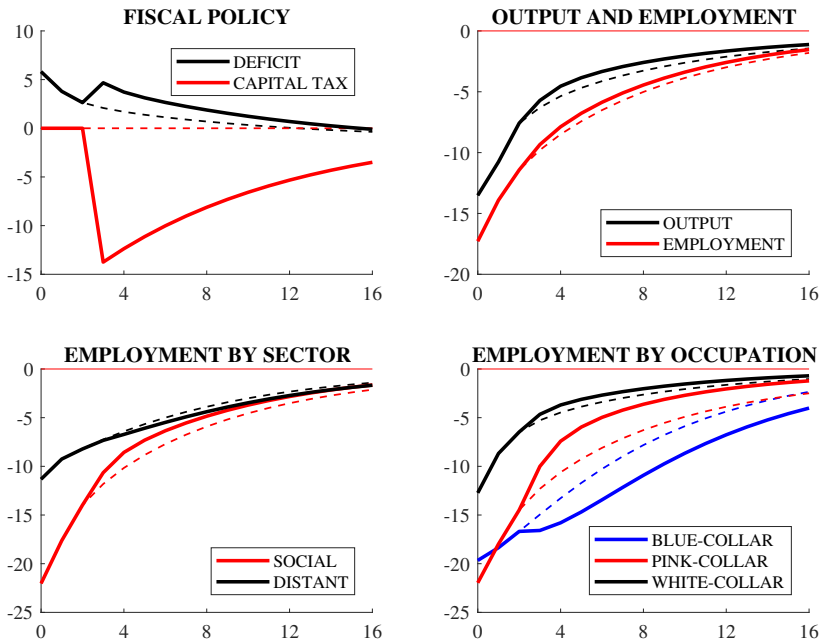 FISCAL POLICY
10
5
0
-5
-10
-15
0 4 8 12 16
DEFICIT
CAPITAL TAX
OUTPUT AND EMPLOYMENT
0
-5
-10
-15
-20
0 4 8 12 16
OUTPUT
EMPLOYMENT
EMPLOYMENT BY SECTOR
0
-5
-10
-15
-20
-25
0 4 8 12 16
SOCIAL
DISTANT
EMPLOYMENT BY OCCUPATION
0
-5
-10
-15
-20
-25
0 4 8 12 16
BLUE-COLLAR
PINK-COLLAR
WHITE-COLLAR